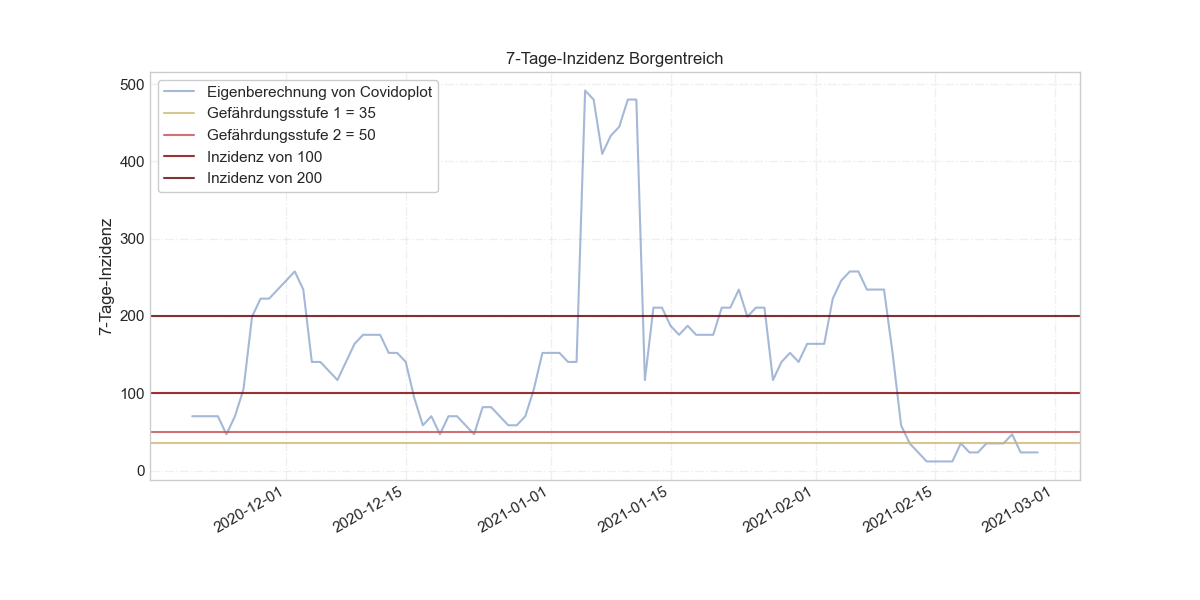 7-Tage-Inzidenz Borgentreich
Eigenberechnung von Covidoplot
Gefährdungsstufe 1 = 35
Gefährdungsstufe 2 = 50
Inzidenz von 100
Inzidenz von 200
7-Tage-Inzidenz
500
400
300
200
100
0
2020-12-01
2020-12-15
2021-01-01
2021-01-15
2021-02-01
2021-02-15
2021-03-01